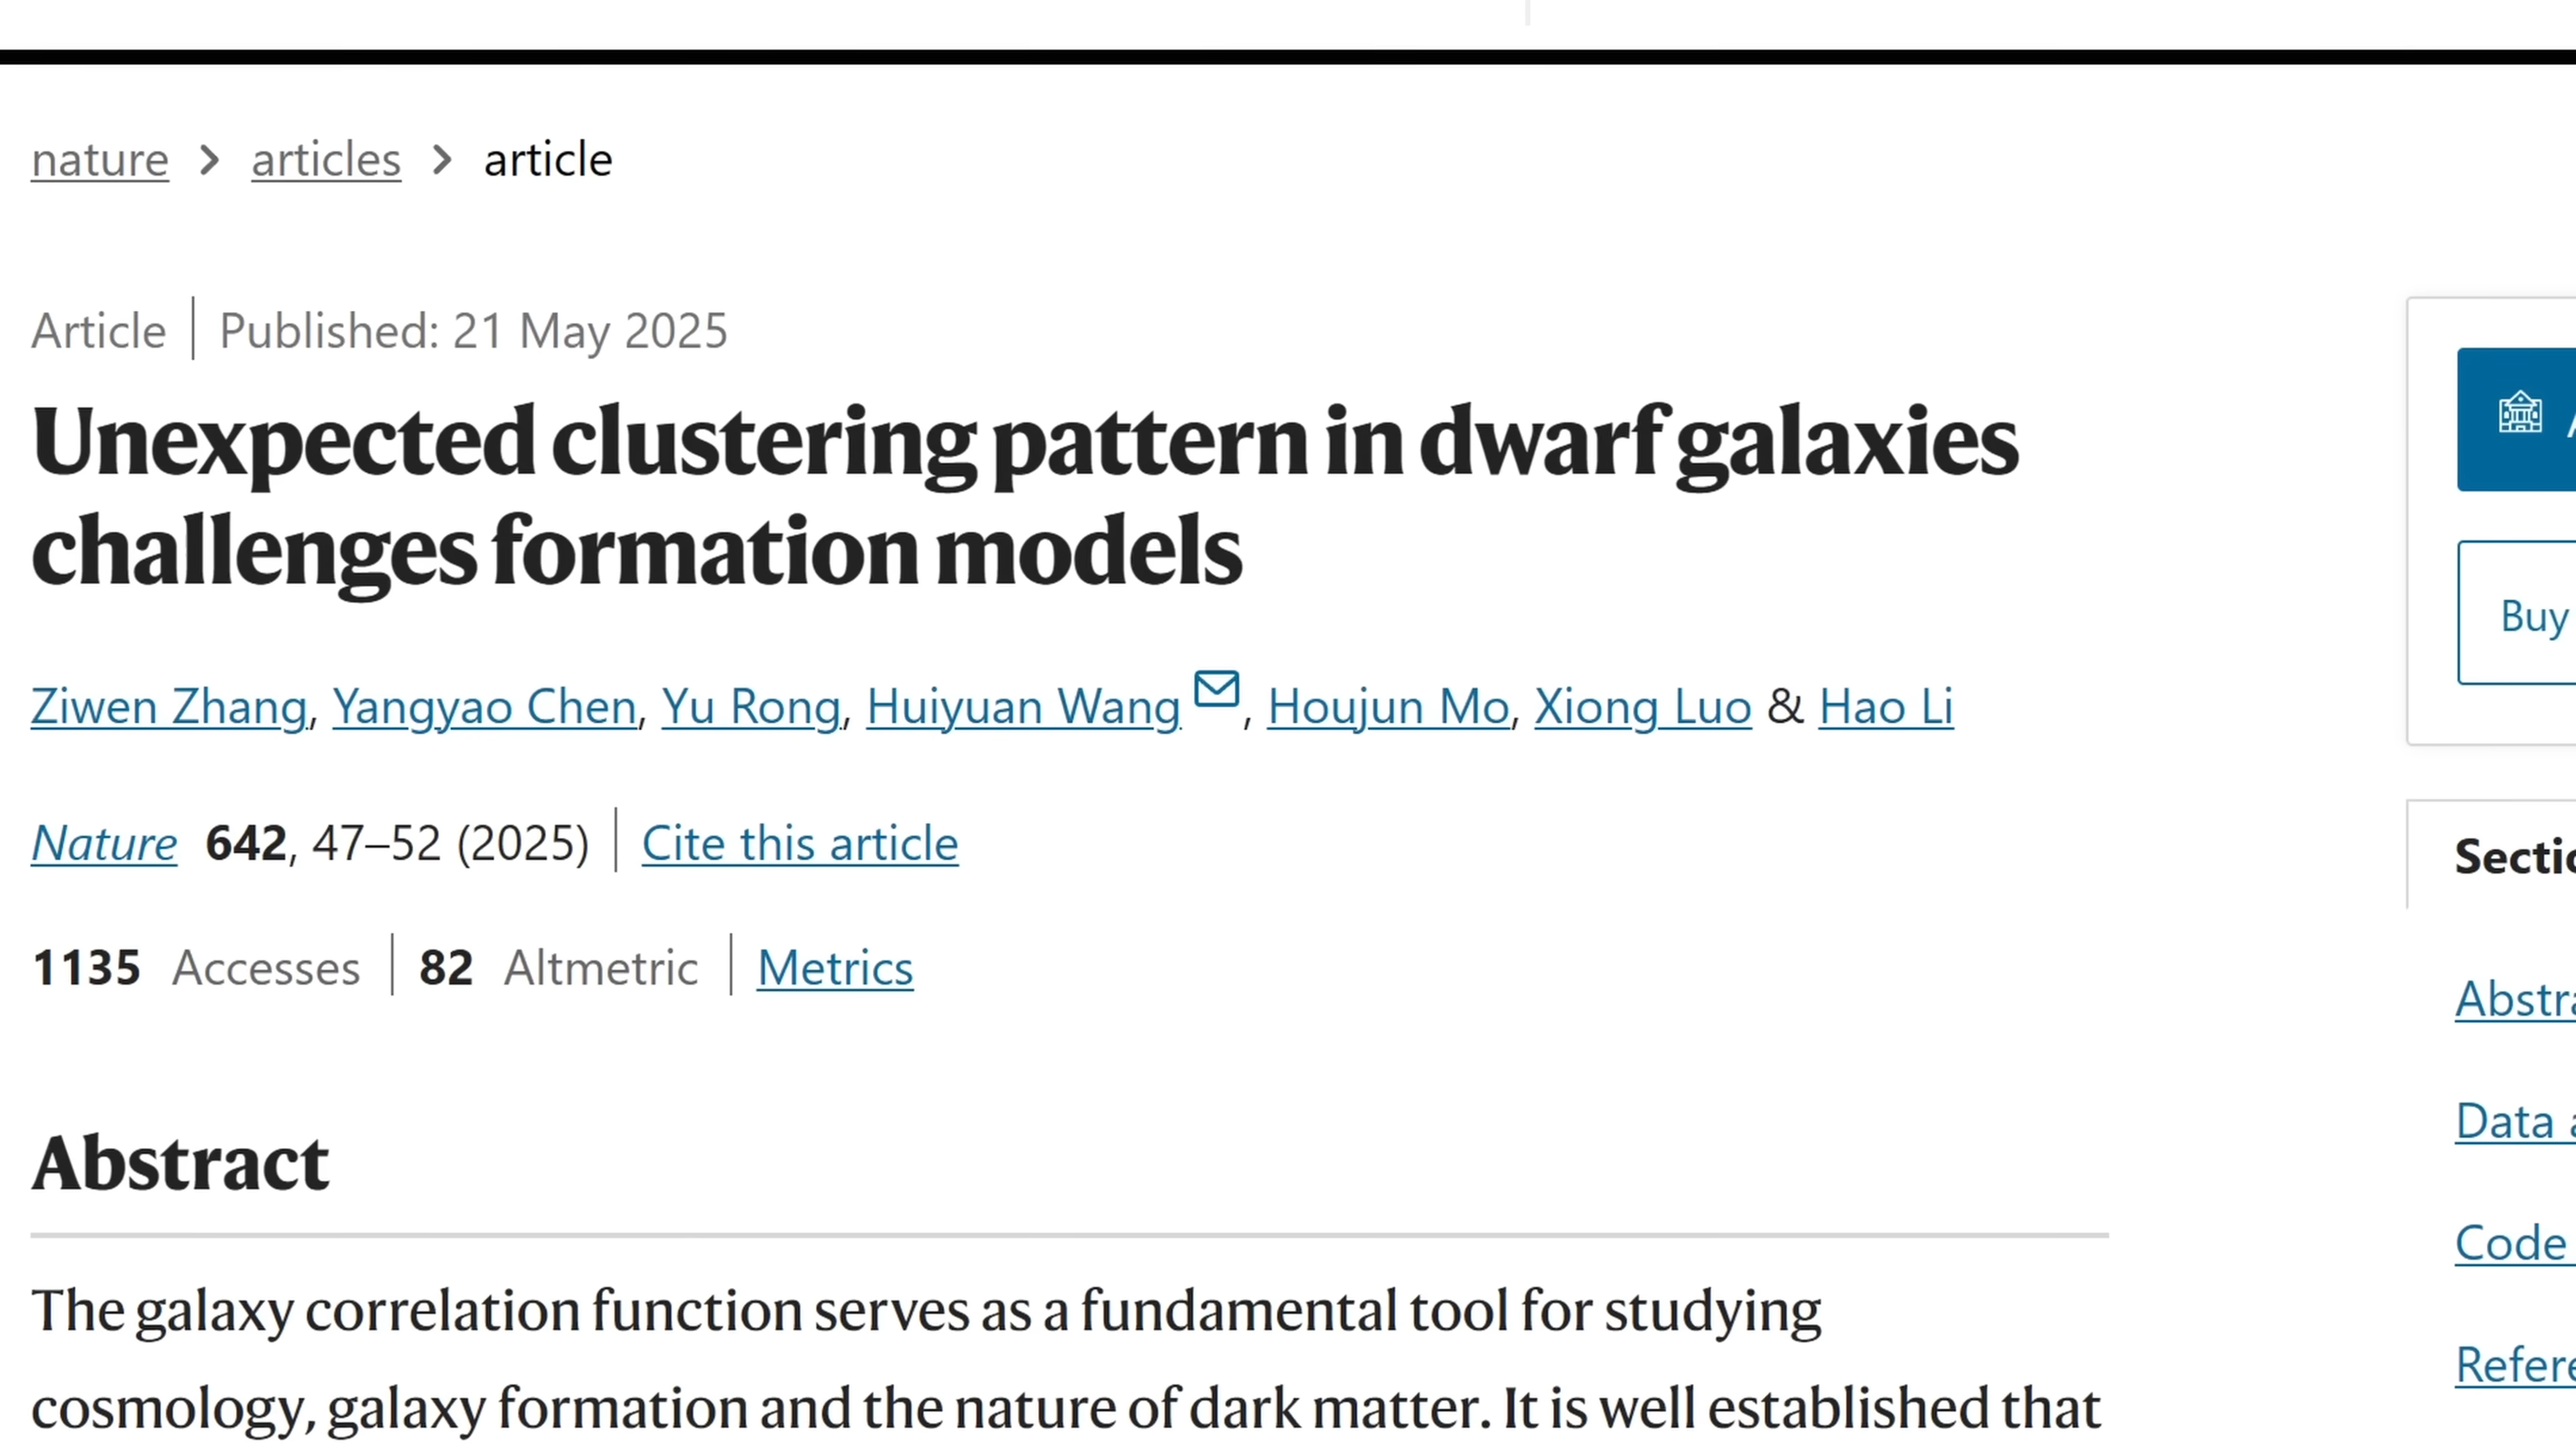 nature > articles > article
Article | Published: 21 May 2025
Unexpected clustering pattern in dwarf galaxies
challenges formation models
Ziwen Zhang, Yangyao Chen, Yu Rong, Huiyuan Wang, Houjun Mo, Xiong Luo & Hao Li
Nature 642, 47–52 (2025) | Cite this article
1135 Accesses | 82 Altmetric | Metrics
Abstract
The galaxy correlation function serves as a fundamental tool for studying
cosmology, galaxy formation and the nature of dark matter. It is well established that
Buy
Data
Code